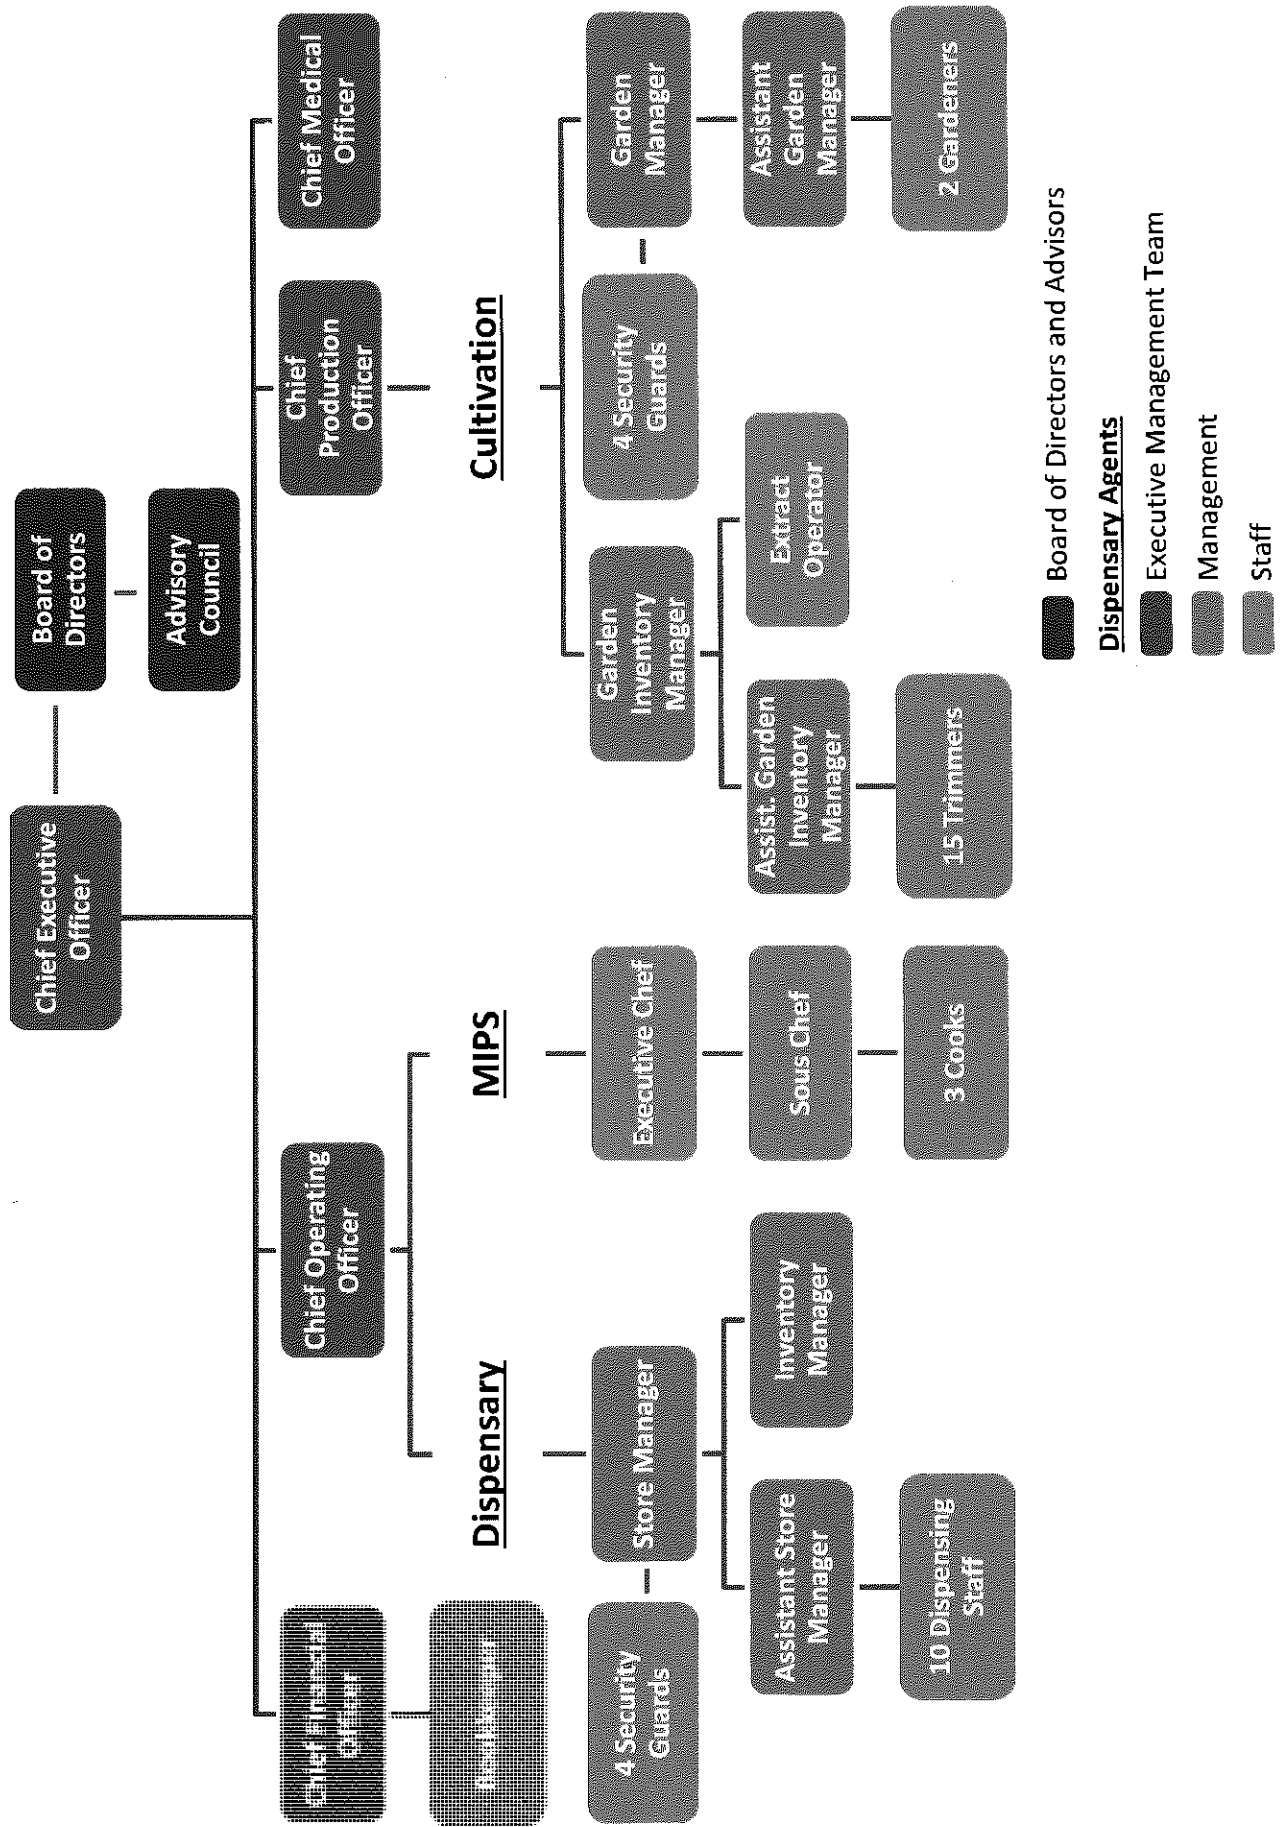 Chief Executive
Officer
Board of
Directors
Advisory
Council
Chief Financial
Officer
Chief Operating
Officer
Chief
Production
Officer
Chief Medical
Officer
Dispensary
MIPS
Cultivation
4 Security
Guards
Store Manager
Executive Chef
Garden
Inventory
Manager
4 Security
Guards
Garden
Manager
Assistant Store
Manager
Inventory
Manager
Sous Chef
Assist. Garden
Inventory
Manager
Extract
Operator
Assistant
Garden
Manager
10 Dispensing
Staff
3 Cooks
15 Trimmers
2 Gardeners
Board of Directors and Advisors
Dispensary Agents
Executive Management Team
Management
Staff